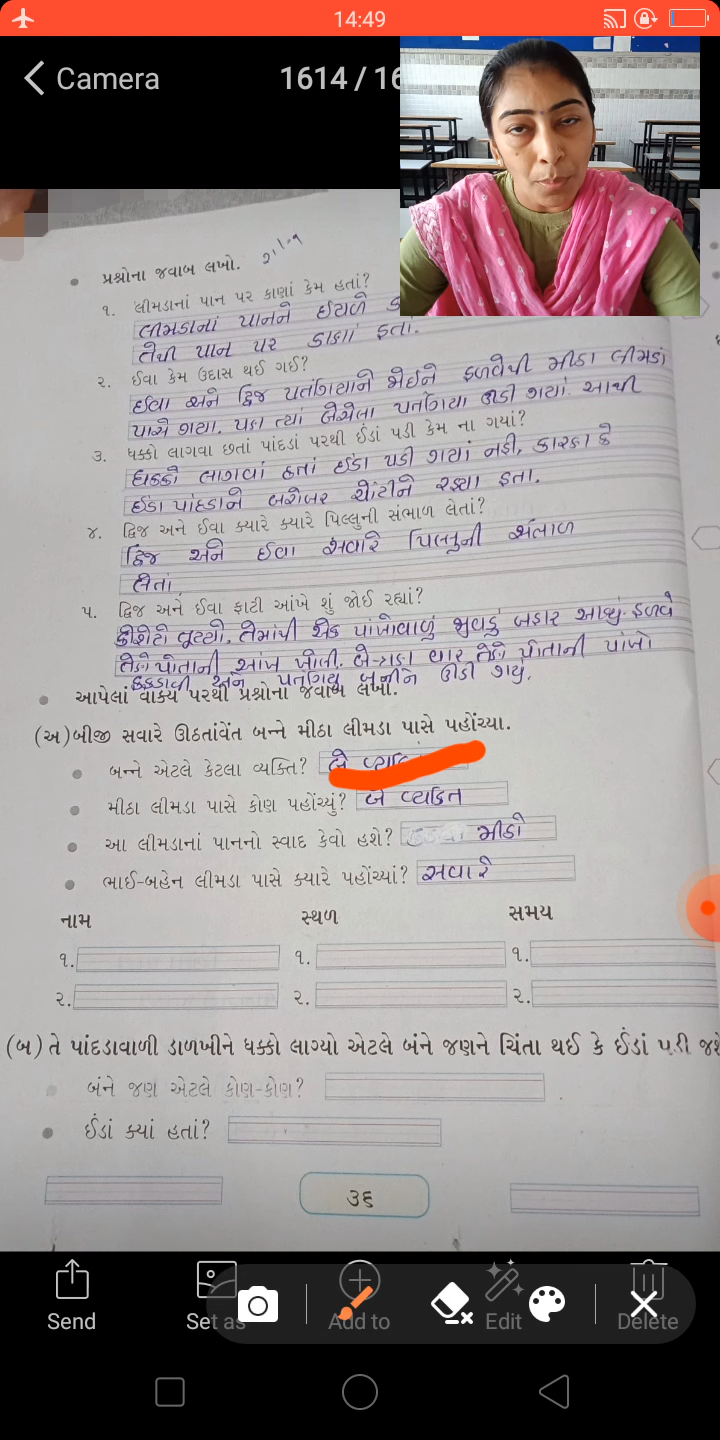 14:49
Camera
1614 / 16
પ્રશ્નોના જવાબ લખો.
૧. લીમડાનાં પાન પર કાણાં કેમ હતાં?
લીમડાનાં પાનને ઈયળે
તેથી પાન પર કાણાં હતા.
૨. ઈવા કેમ ઉદાસ થઈ ગઈ?
ઈવા અને દ્વિજ પતંગિયાને જોઈને હળવેથી મીઠા લીમડા
પાસે ગયા. પણ ત્યાં બેઠેલા પતંગિયા ઊડી ગયાં. આથી
૩. ધક્કો લાગવા છતાં પાંદડાં પરથી ઈંડાં પડી કેમ ના ગયાં?
ધક્કો લાગવાં છતાં ઈંડા પડી ગયાં નહી, કારણ કે
ઈંડા પાંદડાને બરોબર ચોંટીને રહ્યા હતા.
૪. દ્વિજ અને ઈવા ક્યારે ક્યારે પિલ્લુની સંભાળ લેતાં?
દ્વિજ અને ઈવા સવારે પિલ્લુની સંભાળ
લેતાં
૫. દ્વિજ અને ઈવા ફાટી આંખે શું જોઈ રહ્યાં?
કોશેટો તૂટ્યો, તેમાંથી એક પાંખોવાળું જીવડું બહાર આવ્યું. હળવે
તેણે પોતાની આંખ ખોલી. બે-ત્રણ વાર તેણે પોતાની પાંખો
ફફડાવી અને પતંગિયુ બનીને ઊડી ગયું.
આપેલાં વાક્ય પરથી પ્રશ્નોના જવાબ લખો.
(અ) બીજી સવારે ઊઠતાંવેંત બન્ને મીઠા લીમડા પાસે પહોંચ્યા.
બન્ને એટલે કેટલા વ્યક્તિ? બે
મીઠા લીમડા પાસે કોણ પહોંચ્યું? બે વ્યકિત
આ લીમડાનાં પાનનો સ્વાદ કેવો હશે? મીઠો
ભાઈ-બહેન લીમડા પાસે ક્યારે પહોંચ્યાં? સવારે
નામ સ્થળ સમય
૧. ૧. ૧.
૨. ૨. ૨.
(બ) તે પાંદડાવાળી ડાળખીને ધક્કો લાગ્યો એટલે બંને જણને ચિંતા થઈ કે ઈંડાં પડી જશે
બંને જણ એટલે કોણ-કોણ?
ઈંડાં ક્યાં હતાં?
૩૬
Send
Set as
Add to
Edit
Delete